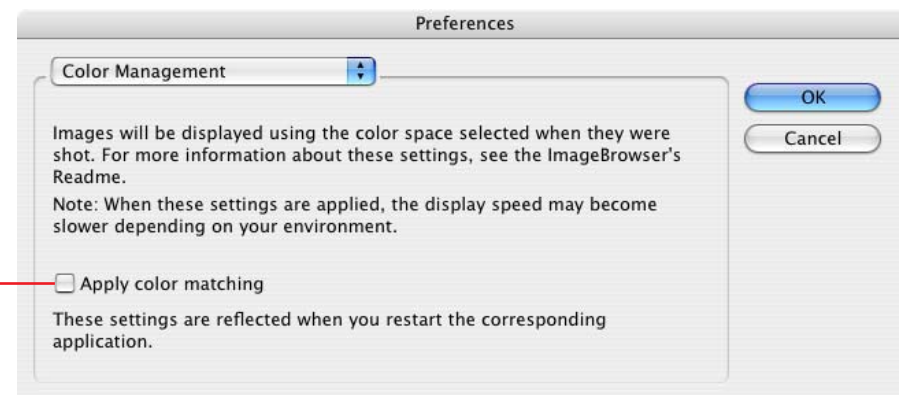 Preferences
Color Management
OK
Cancel
Images will be displayed using the color space selected when they were
shot. For more information about these settings, see the ImageBrowser's
Readme.
Note: When these settings are applied, the display speed may become
slower depending on your environment.
Apply color matching
These settings are reflected when you restart the corresponding
application.